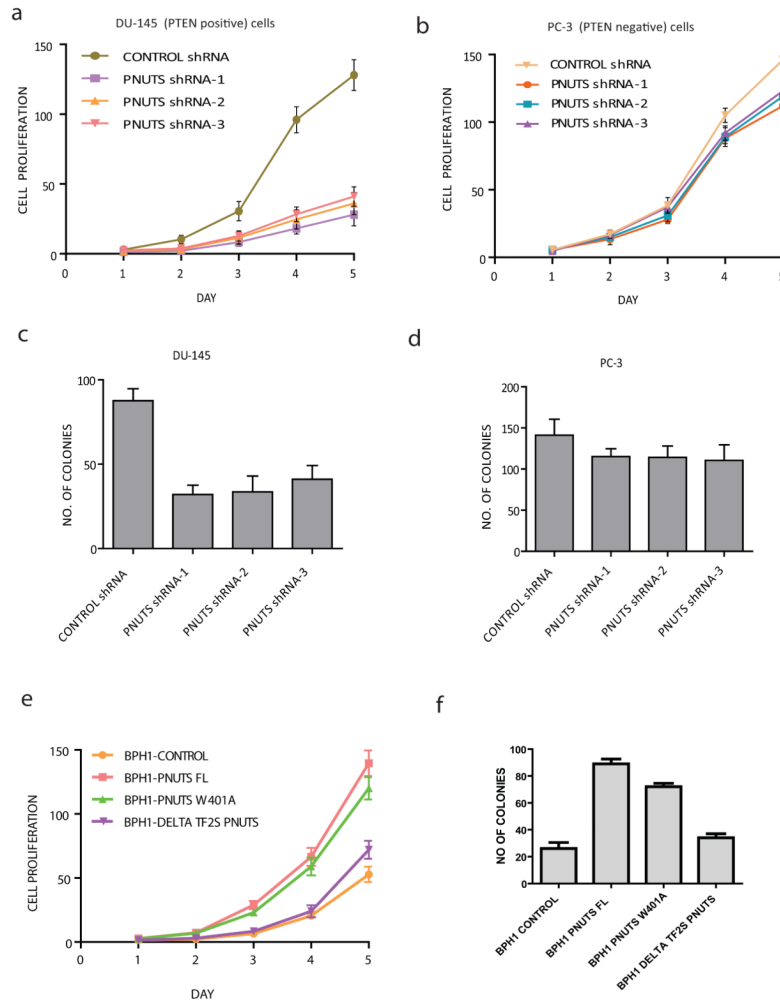 a
DU-145 (PTEN positive) cells
CELL PROLIFERATION
150
100
50
0
CONTROL shRNA
PNUTS shRNA-1
PNUTS shRNA-2
PNUTS shRNA-3
0 1 2 3 4 5
DAY
b
PC-3 (PTEN negative) cells
CELL PROLIFERATION
150
100
50
0
CONTROL shRNA
PNUTS shRNA-1
PNUTS shRNA-2
PNUTS shRNA-3
0 1 2 3 4 5
DAY
c
DU-145
NO. OF COLONIES
100
50
0
CONTROL shRNA
PNUTS shRNA-1
PNUTS shRNA-2
PNUTS shRNA-3
d
PC-3
NO. OF COLONIES
200
150
100
150
0
CONTROL shRNA
PNUTS shRNA-1
PNUTS shRNA-2
PNUTS shRNA-3
e
CELL PROLIFERATION
150
100
50
0
BPH1-CONTROL
BPH1-PNUTS FL
BPH1-PNUTS W401A
BPH1-DELTA TF2S PNUTS
0 1 2 3 4 5
DAY
f
NO OF COLONIES
100
80
60
40
20
0
BPH1 CONTROL
BPH1 PNUTS FL
BPH1 PNUTS W401A
BPH1 DELTA TF2S PNUTS